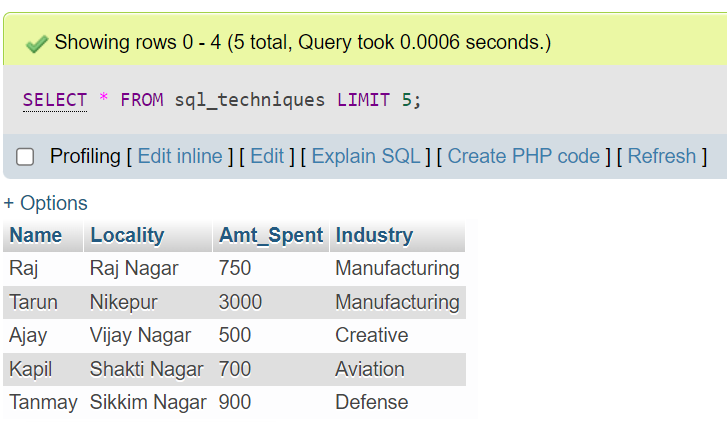 Showing rows 0 - 4 (5 total, Query took 0.0006 seconds.)
SELECT * FROM sql_techniques LIMIT 5;
Profiling [ Edit inline ] [ Edit ] [ Explain SQL ] [ Create PHP code ] [ Refresh ]
+ Options
Name Locality Amt_Spent Industry
Raj Raj Nagar 750 Manufacturing
Tarun Nikepur 3000 Manufacturing
Ajay Vijay Nagar 500 Creative
Kapil Shakti Nagar 700 Aviation
Tanmay Sikkim Nagar 900 Defense